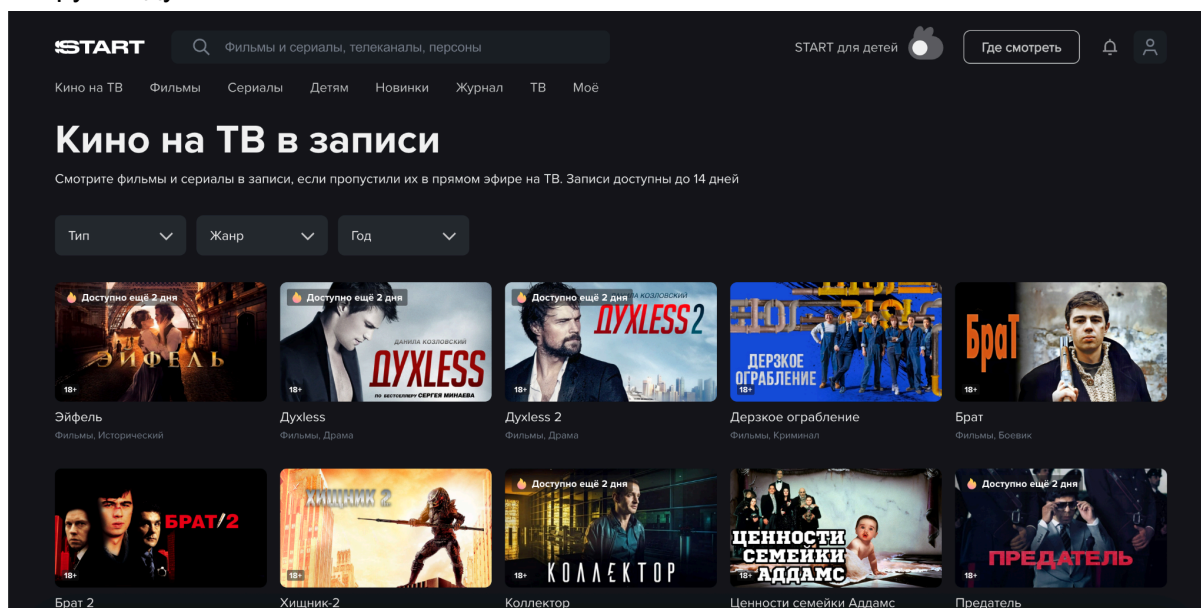 START
Фильмы и сериалы, телеканалы, персоны
START для детей
Где смотреть
Кино на ТВ Фильмы Сериалы Детям Новинки Журнал ТВ Моё
Кино на ТВ в записи
Смотрите фильмы и сериалы в записи, если пропустили их в прямом эфире на ТВ. Записи доступны до 14 дней
Тип Жанр Год
Доступно ещё 2 дня
ЭЙФЕЛЬ
18+
Эйфель
Фильмы, Исторический
Доступно ещё 2 дня
ДАНИЛА КОЗЛОВСКИЙ
ДУХLESS
ПО БЕСТСЕЛЛЕРУ СЕРГЕЯ МИНАЕВА
18+
Духless
Фильмы, Драма
Доступно ещё 2 дня
КОЗЛОВСКИЙ
ДУХLESS 2
18+
Духless 2
Фильмы, Драма
ДЕРЗКОЕ
ОГРАБЛЕНИЕ
18+
Дерзкое ограбление
Фильмы, Криминал
БраТ
18+
Брат
Фильмы, Боевик
БРАТ/2
18+
Брат 2
ХИЩНИК 2
18+
Хищник-2
Доступно ещё 2 дня
КОЛЛЕКТОР
18+
Коллектор
ЦЕННОСТИ
СЕМЕЙКИ
АДДАМС
18+
Ценности семейки Аддамс
Доступно ещё 2 дня
ПРЕДАТЕЛЬ
18+
Предатель